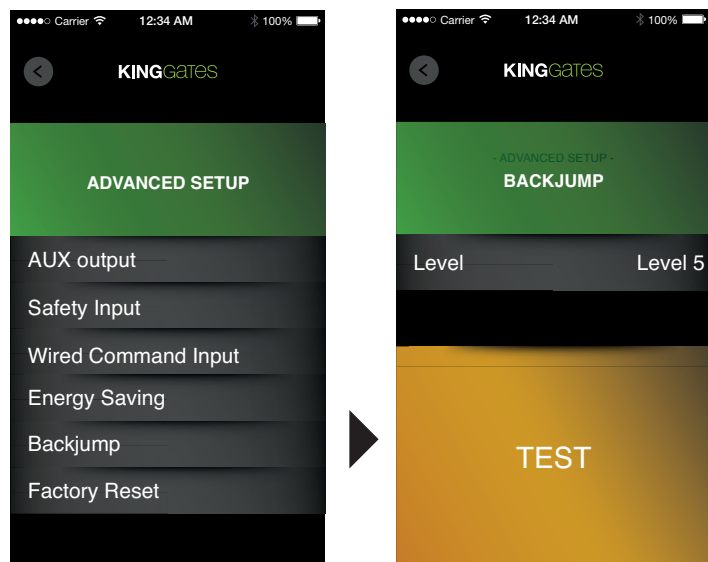 Carrier 12:34 AM 100%
KINGGATES
ADVANCED SETUP
AUX output
Safety Input
Wired Command Input
Energy Saving
Backjump
Factory Reset
Carrier 12:34 AM 100%
KINGGATES
- ADVANCED SETUP -
BACKJUMP
Level Level 5
TEST